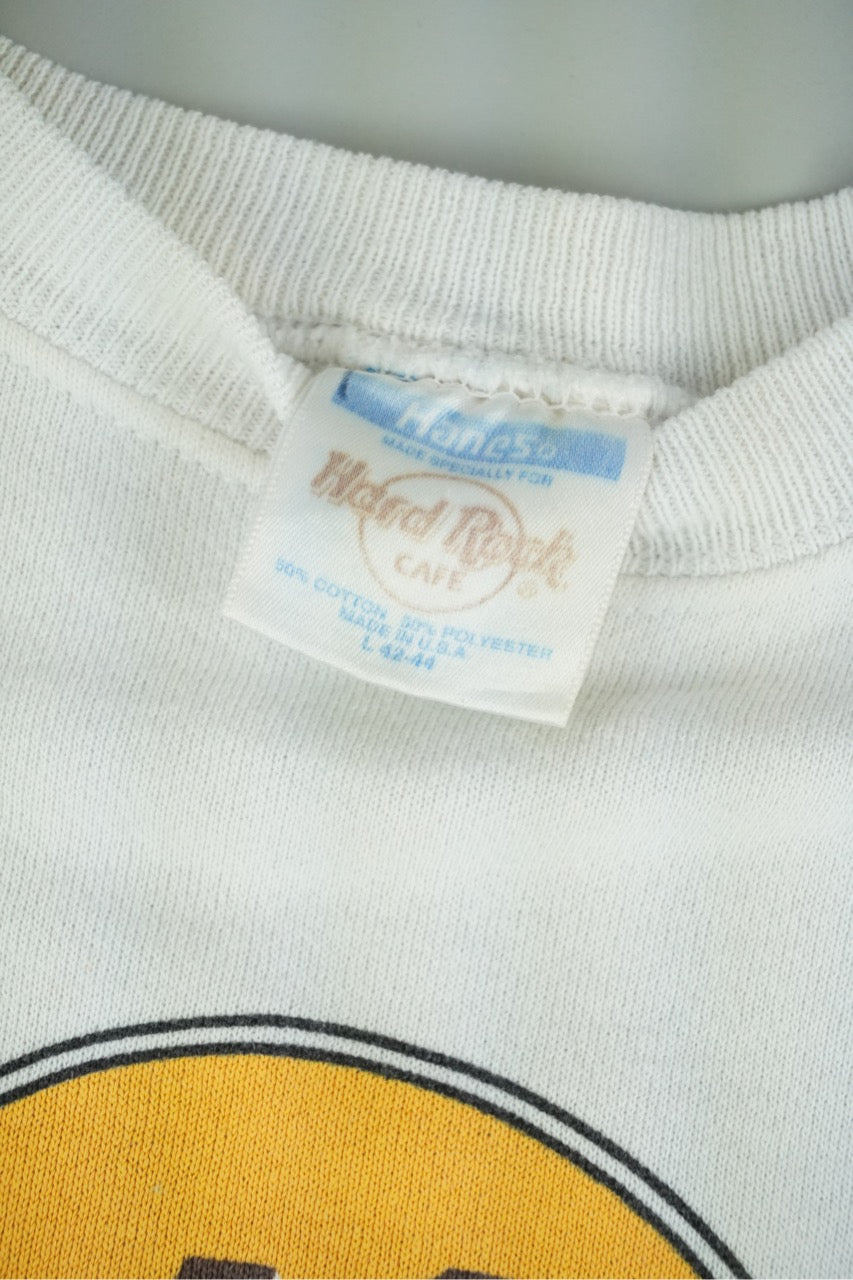 Hanes®
MADE SPECIALLY FOR
Hard Rock
CAFE
®
50% COTTON 50% POLYESTER
MADE IN U.S.A.
L 42-44